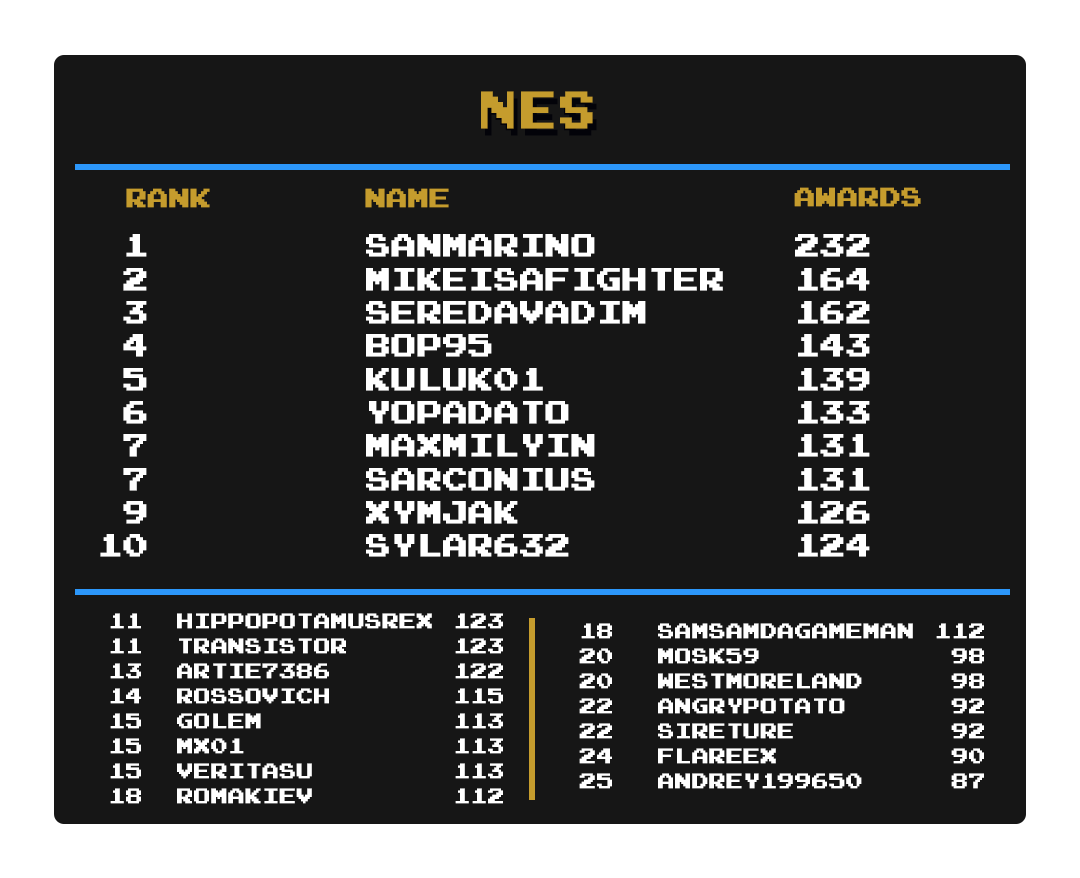 NES
RANK NAME AWARDS
1 SANMARINO 232
2 MIKEISAFIGHTER 164
3 SEREDAVADIM 162
4 BOP95 143
5 KULUK01 139
6 YOPADATO 133
7 MAXMILYIN 131
7 SARCONIUS 131
9 XYMJAK 126
10 SYLAR632 124
11 HIPPOPOTAMUSREX 123
11 TRANSISTOR 123
13 ARTIE7386 122
14 ROSSOVICH 115
15 GOLEM 113
15 MX01 113
15 VERITASU 113
18 ROMAKIEV 112
18 SAMSAMDAGAMEMAN 112
20 MOSK59 98
20 WESTMORELAND 98
22 ANGRYPOTATO 92
22 SIRETURE 92
24 FLAREEX 90
25 ANDREY199650 87